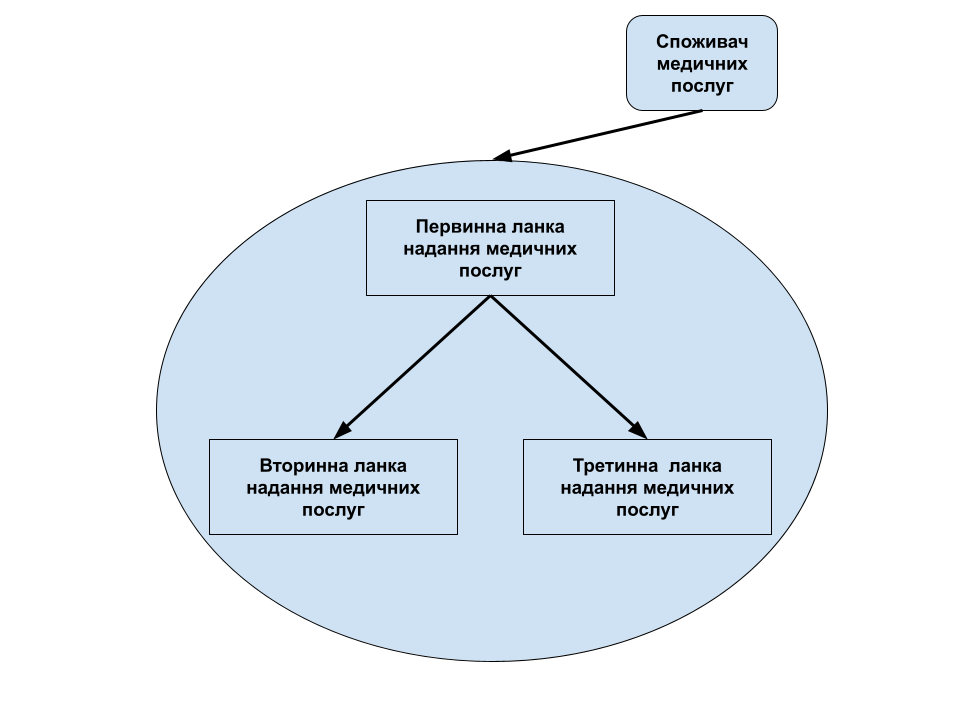 Споживач
медичних
послуг
Первинна ланка
надання медичних
послуг
Вторинна ланка
надання медичних
послуг
Третинна  ланка
надання медичних
послуг